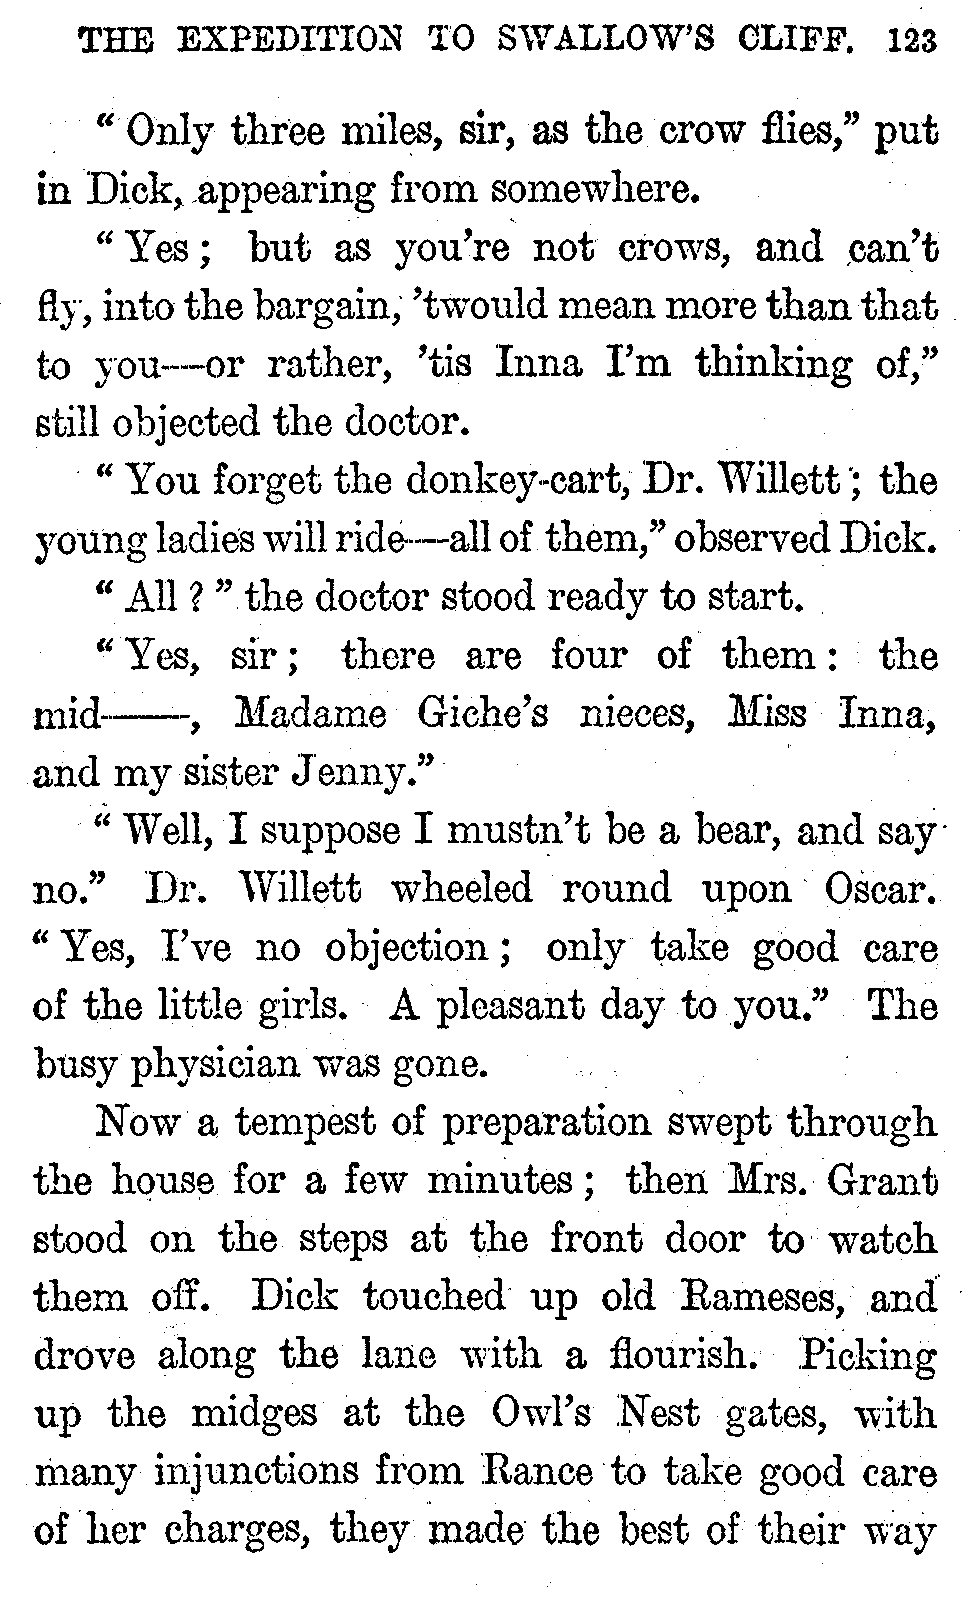 THE EXPEDITION TO SWALLOW'S CLIFF. 123
" Only three miles, sir, as the crow flies," put
in Dick, appearing from somewhere.
" Yes ; but as you're not crows, and can't
fly, into the bargain, 'twould mean more than that
to you—or rather, 'tis Inna I'm thinking of,"
still objected the doctor.
" You forget the donkey-cart, Dr. Willett ; the
young ladies will ride—all of them," observed Dick.
" All ? " the doctor stood ready to start.
" Yes, sir ; there are four of them : the
mid——, Madame Giche's nieces, Miss Inna,
and my sister Jenny."
" Well, I suppose I mustn't be a bear, and say
no." Dr. Willett wheeled round upon Oscar.
" Yes, I've no objection ; only take good care
of the little girls. A pleasant day to you." The
busy physician was gone.
Now a tempest of preparation swept through
the house for a few minutes ; then Mrs. Grant
stood on the steps at the front door to watch
them off. Dick touched up old Rameses, and
drove along the lane with a flourish. Picking
up the midges at the Owl's Nest gates, with
many injunctions from Rance to take good care
of her charges, they made the best of their way